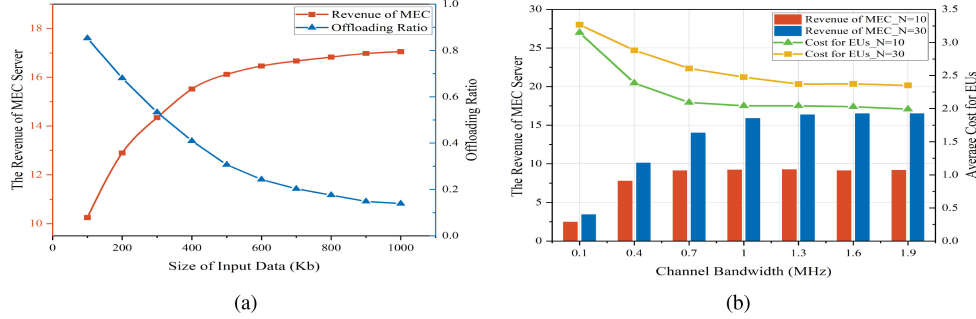 Revenue of MEC
Offloading Ratio
The Revenue of MEC Server
18
16
14
12
10
1.0
0.8
0.6
0.4
0.2
0.0
Offloading Ratio
0 200 400 600 800 1000
Size of Input Data (Kb)
(a)
Revenue of MEC_N=10
Revenue of MEC_N=30
Cost for EUs_N=10
Cost for EUs_N=30
The Revenue of MEC Server
30
25
20
15
10
5
0
3.5
3.0
2.5
2.0
1.5
1.0
0.5
0.0
Average Cost for EUs
0.1 0.4 0.7 1 1.3 1.6 1.9
Channel Bandwidth (MHz)
(b)